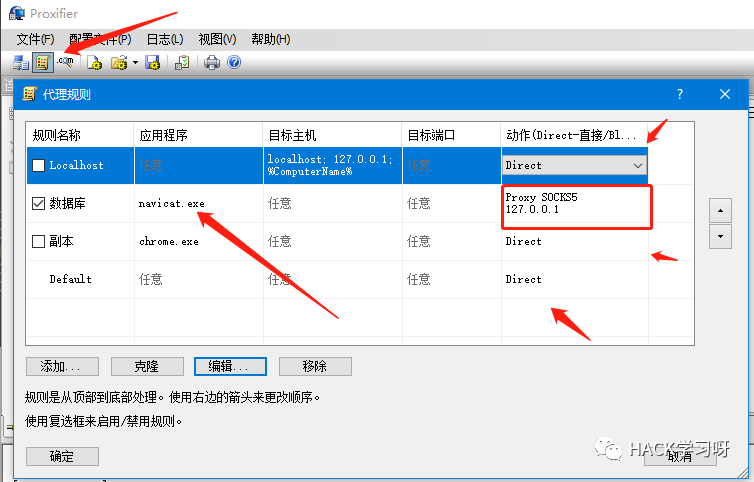 Proxifier
文件(F) 配置文件(P) 日志(L) 视图(V) 帮助(H)
代理规则
规则名称 应用程序 目标主机 目标端口 动作(Direct-直接/Bl...
Localhost 任意 localhost; 127.0.0.1; %ComputerName% 任意 Direct
数据库 navicat.exe 任意 任意 Proxy SOCKS5 127.0.0.1
副本 chrome.exe 任意 任意 Direct
Default 任意 任意 任意 Direct
添加... 克隆 编辑... 移除
规则是从顶部到底部处理。使用右边的箭头来更改顺序。
使用复选框来启用/禁用规则。
确定 取消
HACK学习呀